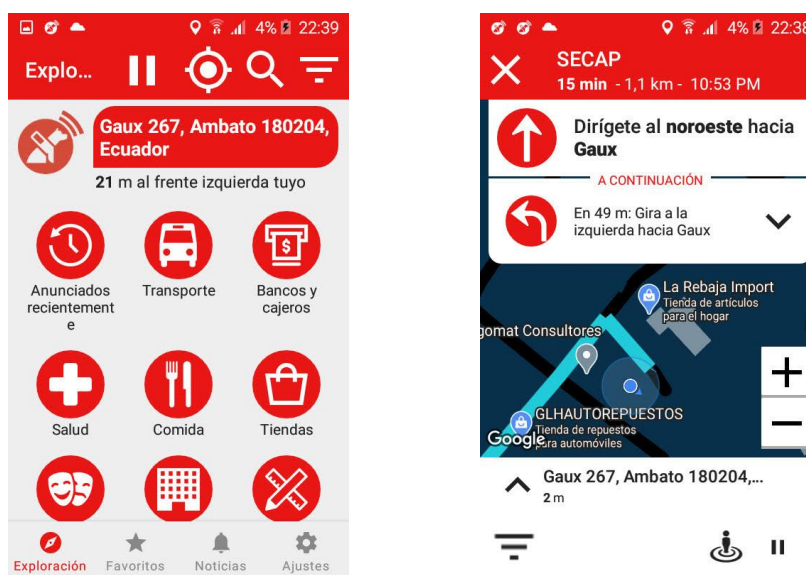 4% 22:39
Explo...
Gaux 267, Ambato 180204,
Ecuador
21 m al frente izquierda tuyo
Anunciados
recientement
e
Transporte
Bancos y
cajeros
$
Salud
Comida
Tiendas
Exploración
Favoritos
Noticias
Ajustes
4% 22:38
SECAP
15 min - 1,1 km - 10:53 PM
Dirígete al noroeste hacia
Gaux
A CONTINUACIÓN
En 49 m: Gira a la
izquierda hacia Gaux
La Rebaja Import
Tienda de artículos
para el hogar
gomat Consultores
GLHAUTOREPUESTOS
Tienda de repuestos
para automóviles
Google
Gaux 267, Ambato 180204,...
2 m